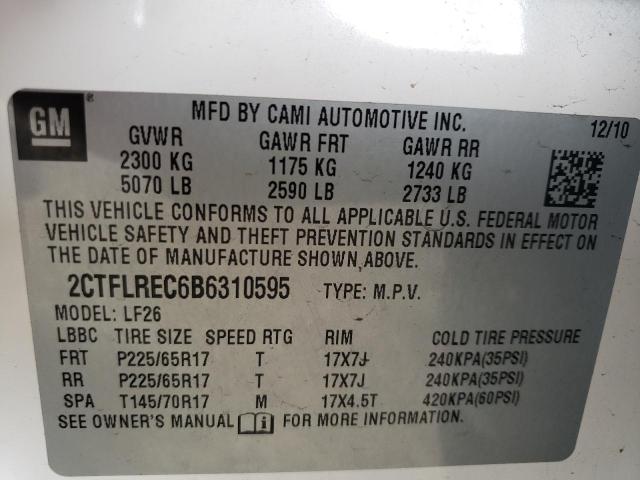 GM ®
MFD BY CAMI AUTOMOTIVE INC. 12/10
GVWR GAWR FRT GAWR RR
2300 KG 1175 KG 1240 KG
5070 LB 2590 LB 2733 LB
THIS VEHICLE CONFORMS TO ALL APPLICABLE U.S. FEDERAL MOTOR
VEHICLE SAFETY AND THEFT PREVENTION STANDARDS IN EFFECT ON
THE DATE OF MANUFACTURE SHOWN ABOVE.
2CTFLREC6B6310595 TYPE: M.P.V.
MODEL: LF26
LBBC TIRE SIZE SPEED RTG RIM COLD TIRE PRESSURE
FRT P225/65R17 T 17X7J 240KPA(35PSI)
RR P225/65R17 T 17X7J 240KPA(35PSI)
SPA T145/70R17 M 17X4.5T 420KPA(60PSI)
SEE OWNER'S MANUAL i FOR MORE INFORMATION.